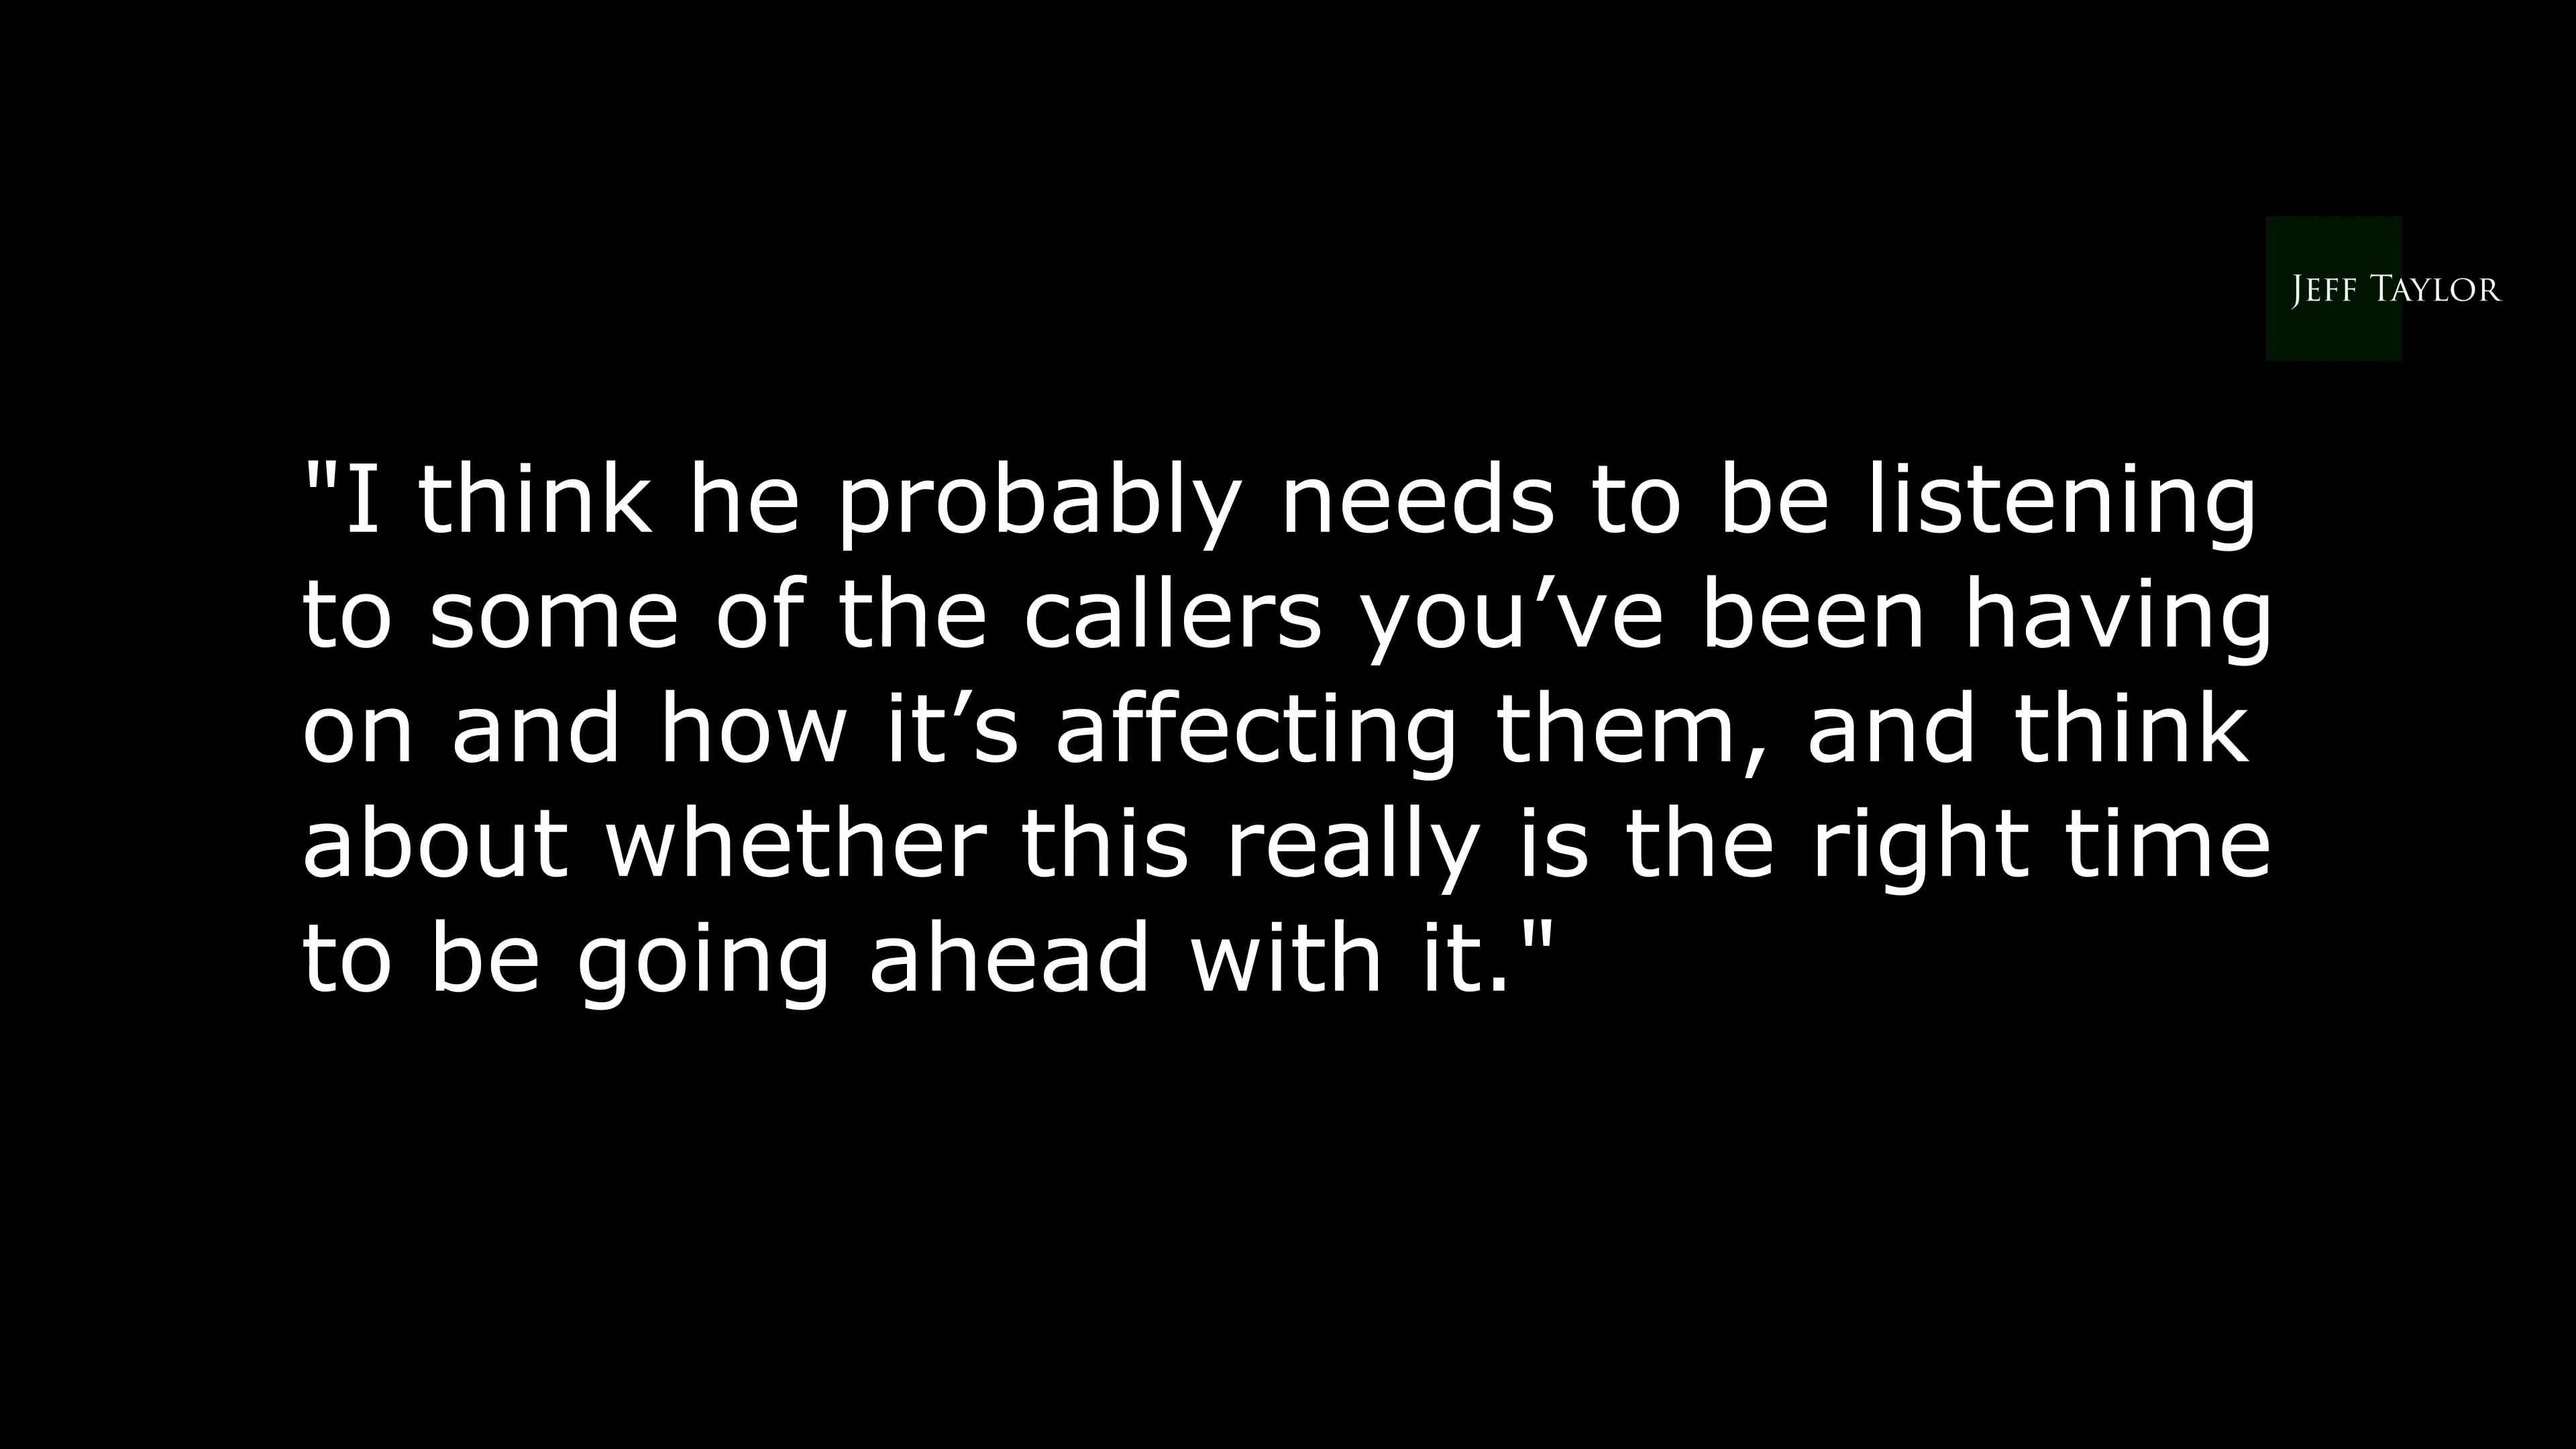 JEFF TAYLOR
"I think he probably needs to be listening
to some of the callers you’ve been having
on and how it’s affecting them, and think
about whether this really is the right time
to be going ahead with it."